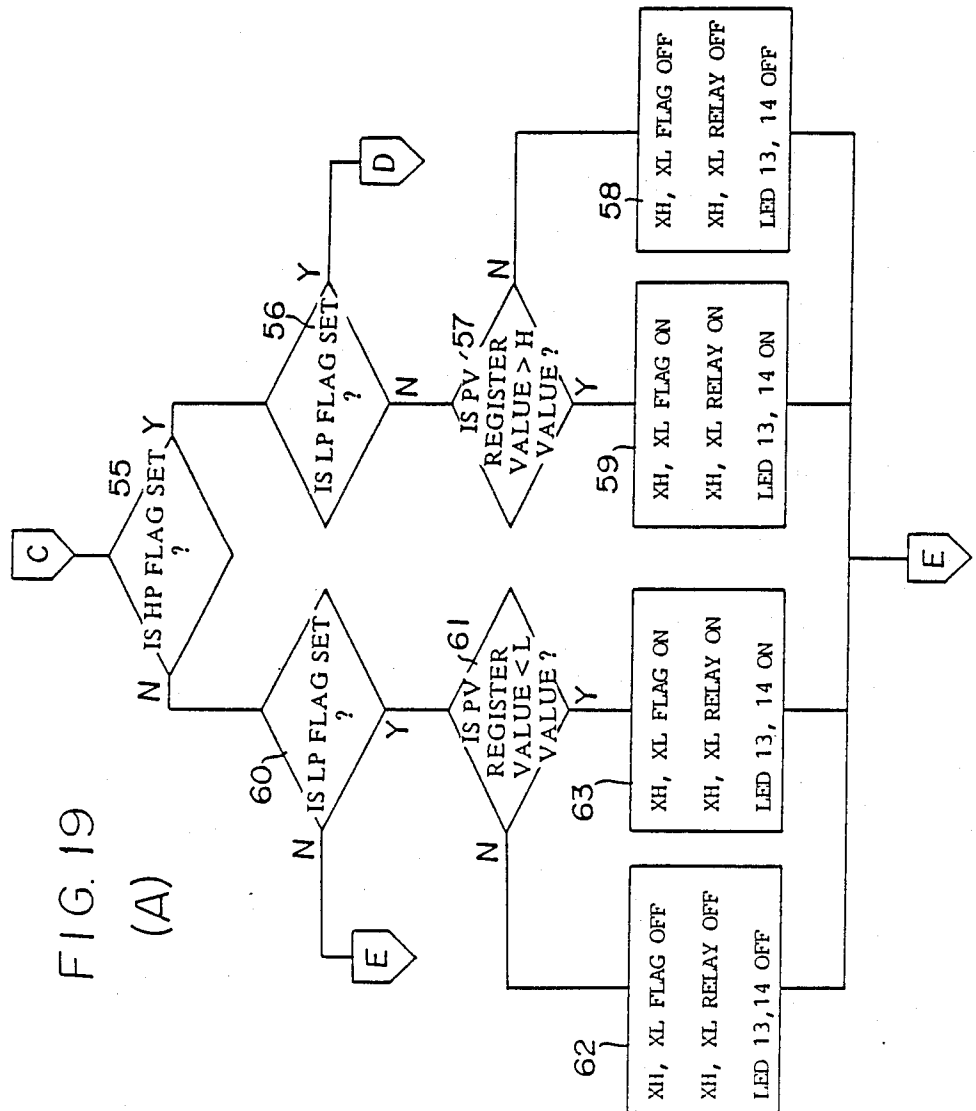 FIG. 19
(A)
C
55
IS HP FLAG SET
?
N
Y
60
IS LP FLAG SET
?
N
Y
E
56
IS LP FLAG SET
?
Y
N
D
61
IS PV
REGISTER
VALUE < L
VALUE?
N
Y
57
IS PV
REGISTER
VALUE > H
VALUE?
N
Y
62
XH, XL FLAG OFF
XH, XL RELAY OFF
LED 13,14 OFF
63
XH, XL FLAG ON
XH, XL RELAY ON
LED 13, 14 ON
59
XH, XL FLAG ON
XH, XL RELAY ON
LED 13, 14 ON
58
XH, XL FLAG OFF
XH, XL RELAY OFF
LED 13, 14 OFF
E